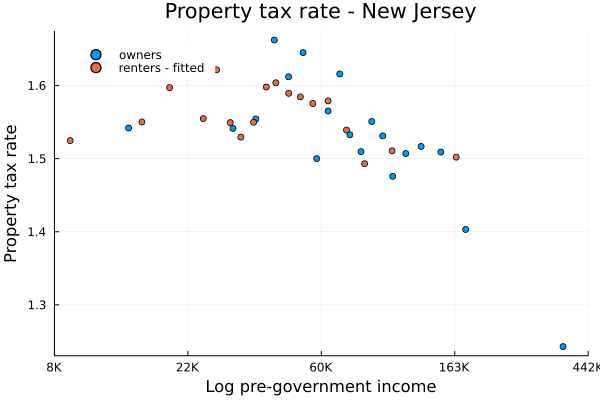 Property tax rate - New Jersey
owners
renters - fitted
1.6
1.5
1.4
1.3
Property tax rate
8K 22K 60K 163K 442K
Log pre-government income